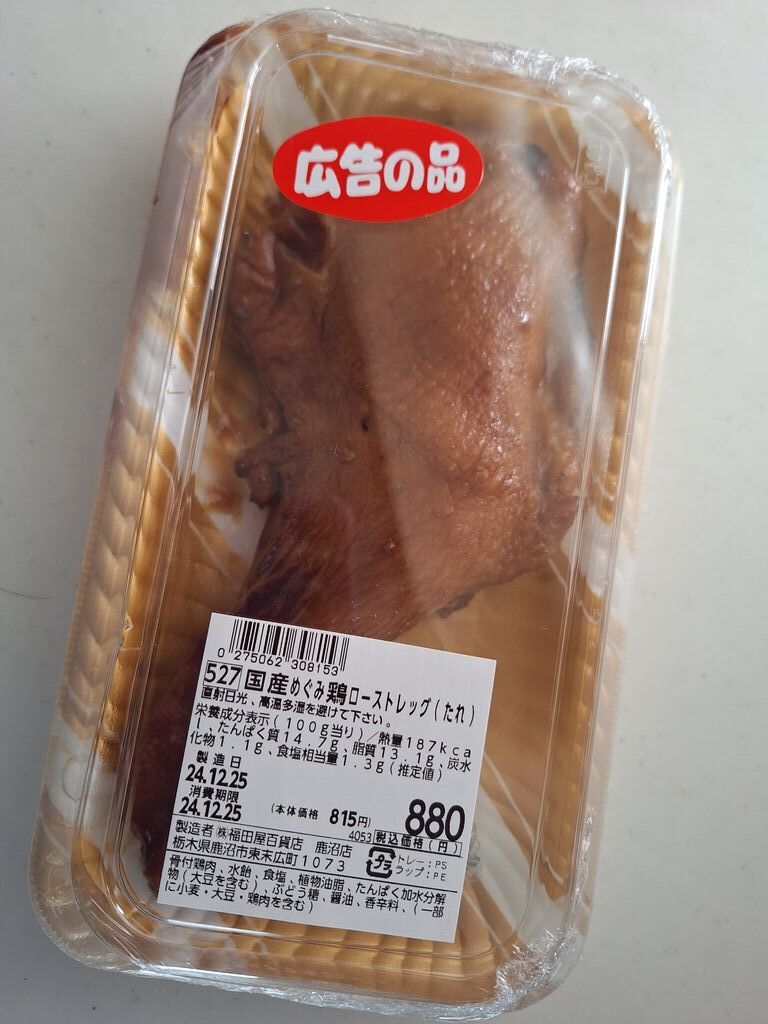 広告の品
0 275062 308153
527 国産めぐみ鶏ローストレッグ(たれ)
直射日光、高温多湿を避けて下さい。
栄養成分表示(100g当り)/熱量187kca
l、たんぱく質14.7g、脂質13.1g、炭水
化物1.1g、食塩相当量1.3g(推定値)
製造日
24.12.25
消費期限
24.12.25
(本体価格 815円)
880
4053 税込価格(円)
製造者 ㈱福田屋百貨店 鹿沼店
栃木県鹿沼市東末広町1073
プラ
トレー:PS
ラップ:PE
骨付鶏肉、水飴、食塩、植物油脂、たんぱく加水分解
物(大豆を含む)、ぶどう糖、醤油、香辛料、(一部
に小麦・大豆・鶏肉を含む)